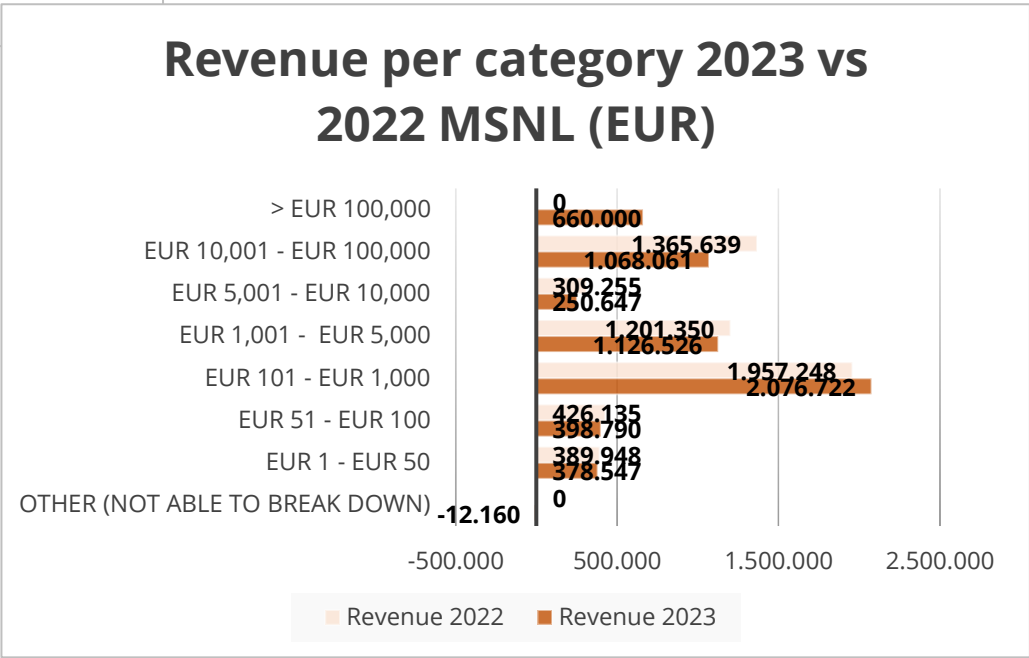 Revenue per category 2023 vs
2022 MSNL (EUR)
> EUR 100,000
0
660.000
EUR 10,001 - EUR 100,000
1.365.639
1.068.061
EUR 5,001 - EUR 10,000
309.255
250.647
EUR 1,001 -  EUR 5,000
1.201.350
1.126.526
EUR 101 - EUR 1,000
1.957.248
2.076.722
EUR 51 - EUR 100
426.135
398.790
EUR 1 - EUR 50
389.948
378.547
OTHER (NOT ABLE TO BREAK DOWN)
0
-12.160
-500.000 500.000 1.500.000 2.500.000
Revenue 2022 Revenue 2023